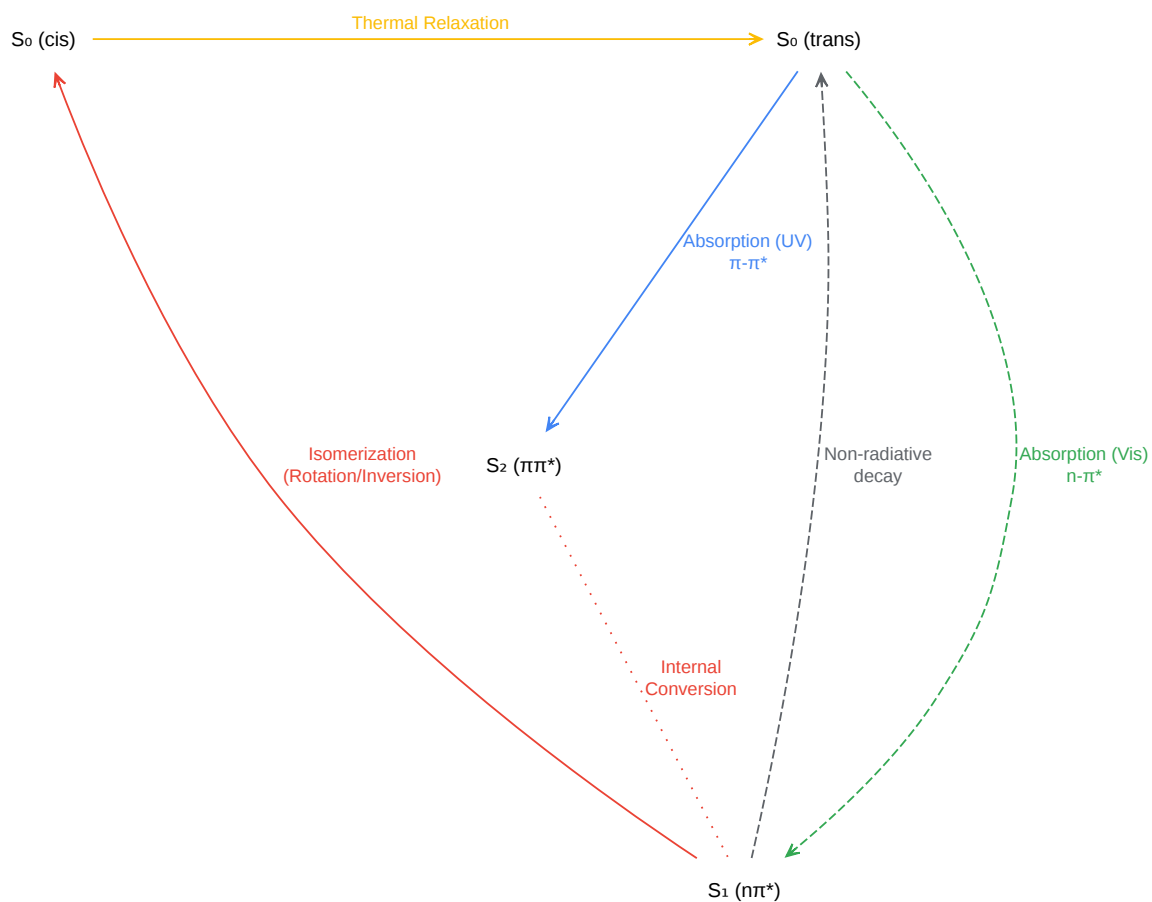 Thermal Relaxation
S₀ (cis)
S₀ (trans)
Absorption (UV)
π-π*
Isomerization
(Rotation/Inversion)
S₂ (ππ*)
Non-radiative
decay
Absorption (Vis)
n-π*
Internal
Conversion
S₁ (nπ*)